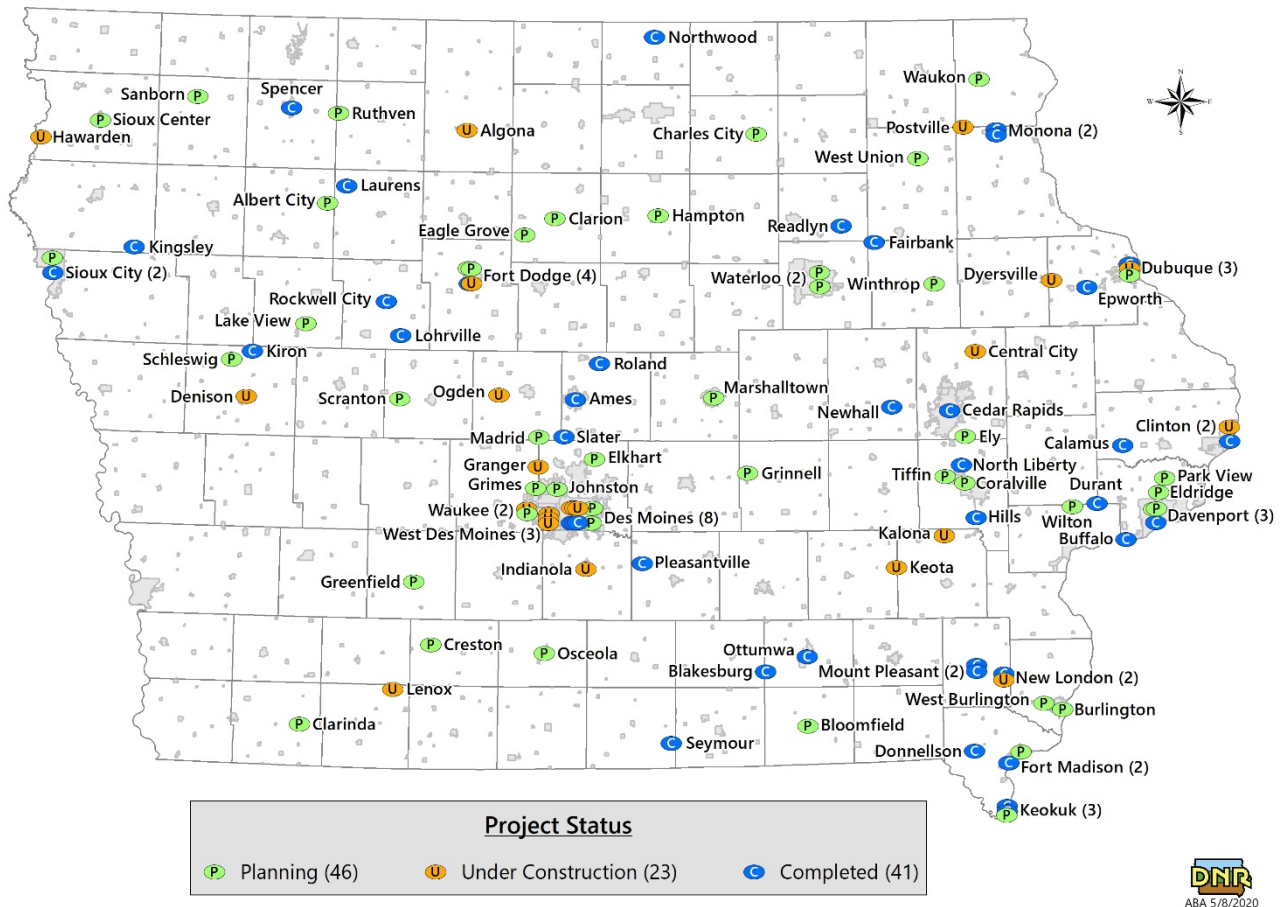 Northwood
Waukon
N
W E
S
Sanborn
Spencer
Ruthven
Sioux Center
Hawarden
Algona
Charles City
Postville
Monona (2)
West Union
Laurens
Albert City
Clarion
Hampton
Eagle Grove
Readlyn
Fairbank
Kingsley
Sioux City (2)
Fort Dodge (4)
Waterloo (2)
Winthrop
Dyersville
Dubuque (3)
Epworth
Rockwell City
Lake View
Lohrville
Schleswig
Kiron
Roland
Central City
Denison
Scranton
Ogden
Ames
Marshalltown
Newhall
Cedar Rapids
Clinton (2)
Calamus
Madrid
Slater
Ely
Elkhart
Granger
Grimes
Johnston
Grinnell
Tiffin
North Liberty
Coralville
Durant
Park View
Eldridge
Waukee (2)
Des Moines (8)
West Des Moines (3)
Hills
Wilton
Davenport (3)
Buffalo
Kalona
Keota
Indianola
Pleasantville
Greenfield
Creston
Osceola
Ottumwa
Blakesburg
Mount Pleasant (2)
New London (2)
Lenox
West Burlington
Burlington
Clarinda
Bloomfield
Seymour
Donnellson
Fort Madison (2)
Keokuk (3)
Project Status
P Planning (46) U Under Construction (23) C Completed (41)
DNR
ABA 5/8/2020